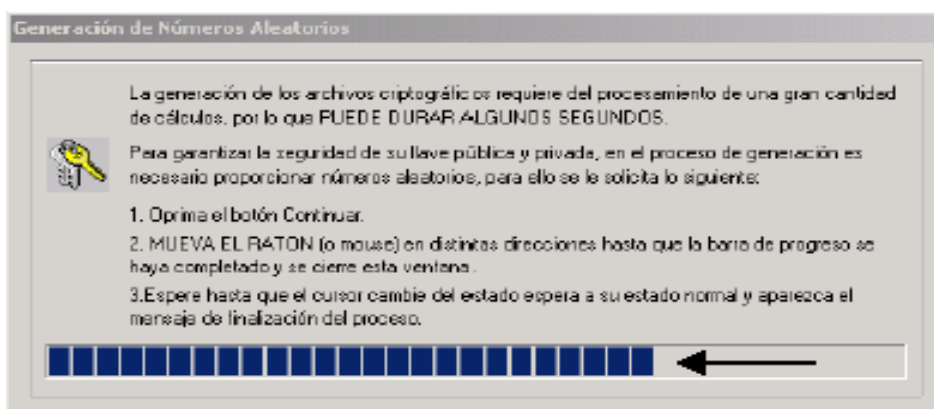 Generación de Números Aleatorios
La generación de los archivos criptográficos requiere del procesamiento de una gran cantidad
de cálculos, por lo que PUEDE DURAR ALGUNOS SEGUNDOS.
Para garantizar la seguridad de su llave pública y privada, en el proceso de generación es
necesario proporcionar números aleatorios, para ello se le solicita lo siguiente:
1. Oprima el botón Continuar.
2. MUEVA EL RATON (o mouse) en distintas direcciones hasta que la barra de progreso se
haya completado y se cierre esta ventana.
3.Espere hasta que el cursor cambie del estado espera a su estado normal y aparezca el
mensaje de finalización del proceso.